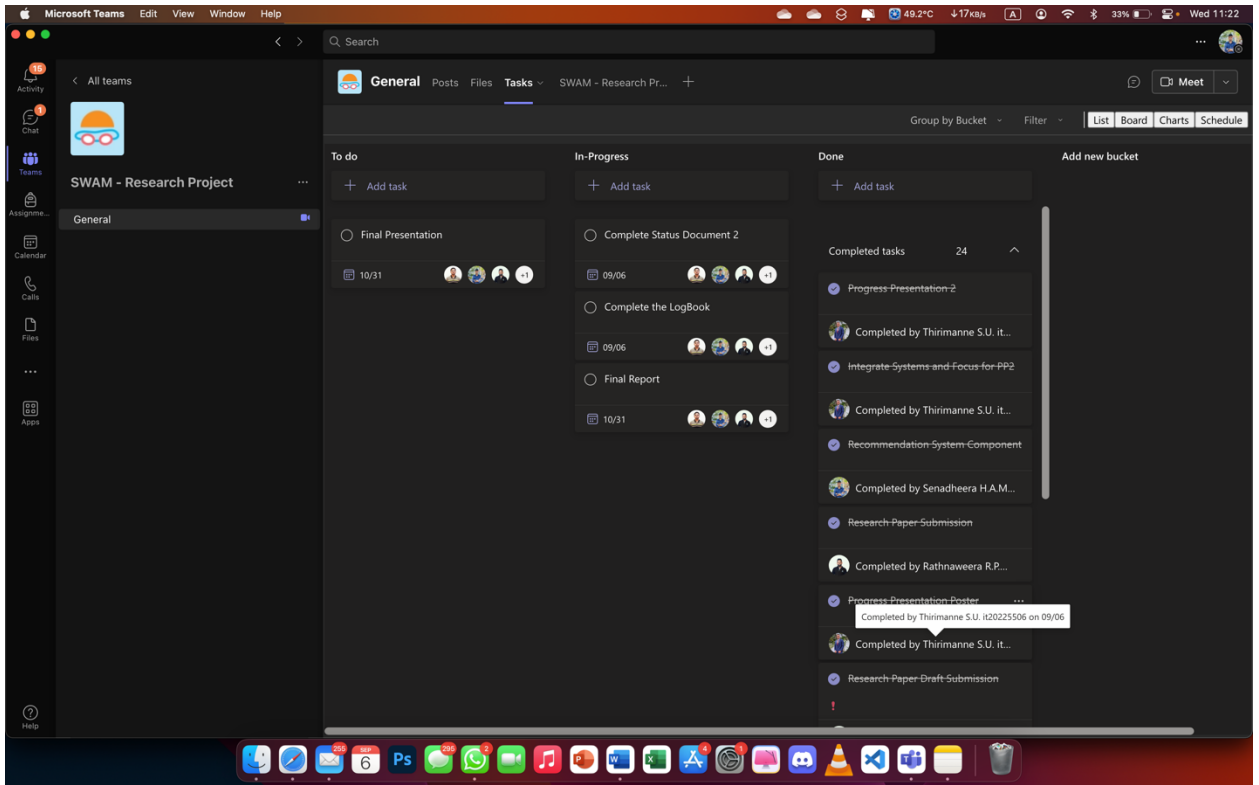 Microsoft Teams Edit View Window Help 49.2°C ↓17KB/s A 33% Wed 11:22
Search
15
Activity
1
Chat
Teams
Assignme...
Calendar
Calls
Files
Apps
Help
All teams
SWAM - Research Project
General
General Posts Files Tasks SWAM - Research Pr...
Meet
Group by Bucket Filter List Board Charts Schedule
To do
Add task
Final Presentation
10/31 +1
In-Progress
Add task
Complete Status Document 2
09/06 +1
Complete the LogBook
09/06 +1
Final Report
10/31 +1
Done
Add task
Completed tasks 24
Progress Presentation 2
Completed by Thirimanne S.U. it...
Integrate Systems and Focus for PP2
Completed by Thirimanne S.U. it...
Recommendation System Component
Completed by Senadheera H.A.M...
Research Paper Submission
Completed by Rathnaweera R.P....
Progress Presentation Poster
Completed by Thirimanne S.U. it20225506 on 09/06
Completed by Thirimanne S.U. it...
Research Paper Draft Submission
!
Add new bucket
255
SEP
6
Ps
295
2
4
1